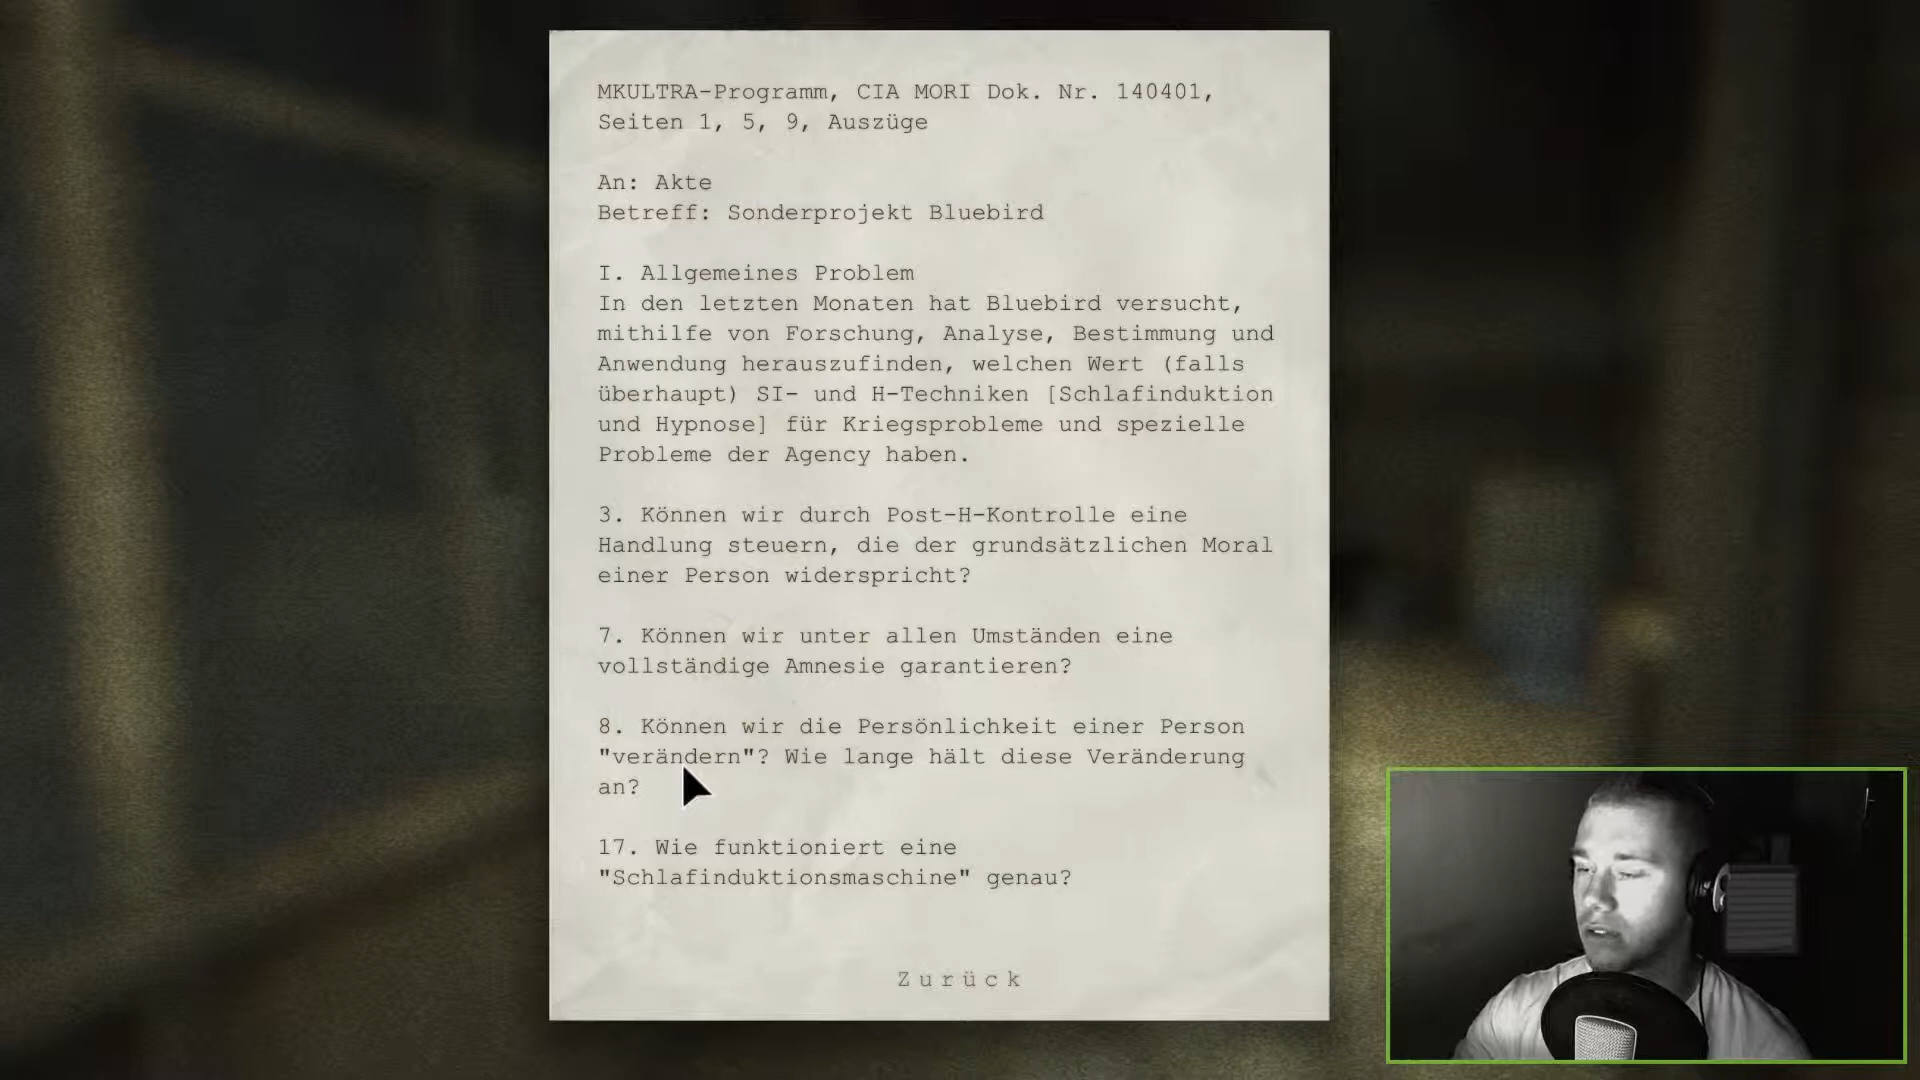 MKULTRA-Programm, CIA MORI Dok. Nr. 140401,
Seiten 1, 5, 9, Auszüge
An: Akte
Betreff: Sonderprojekt Bluebird
I. Allgemeines Problem
In den letzten Monaten hat Bluebird versucht,
mithilfe von Forschung, Analyse, Bestimmung und
Anwendung herauszufinden, welchen Wert (falls
überhaupt) SI- und H-Techniken [Schlafinduktion
und Hypnose] für Kriegsprobleme und spezielle
Probleme der Agency haben.
3. Können wir durch Post-H-Kontrolle eine
Handlung steuern, die der grundsätzlichen Moral
einer Person widerspricht?
7. Können wir unter allen Umständen eine
vollständige Amnesie garantieren?
8. Können wir die Persönlichkeit einer Person
"verändern"? Wie lange hält diese Veränderung
an?
17. Wie funktioniert eine
"Schlafinduktionsmaschine" genau?
Zurück